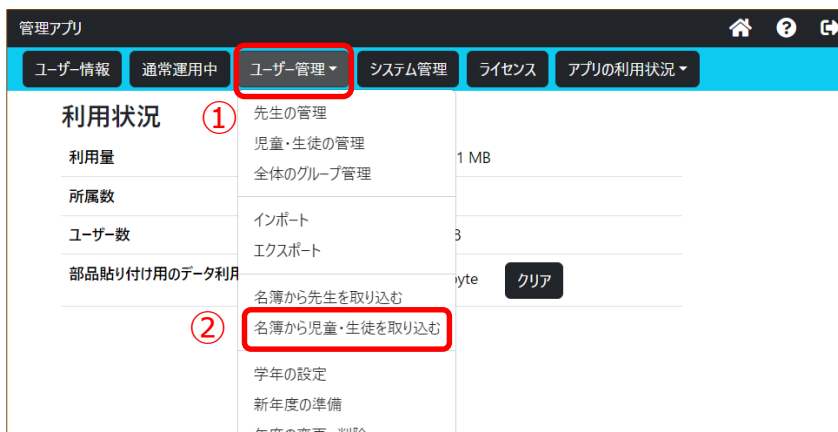 管理アプリ
ユーザー情報 通常運用中 ユーザー管理 システム管理 ライセンス アプリの利用状況
利用状況
①
先生の管理
児童・生徒の管理
利用量 1 MB
全体のグループ管理
所属数
インポート
ユーザー数
エクスポート
部品貼り付け用のデータ利用 byte クリア
名簿から先生を取り込む
② 名簿から児童・生徒を取り込む
学年の設定
新年度の準備